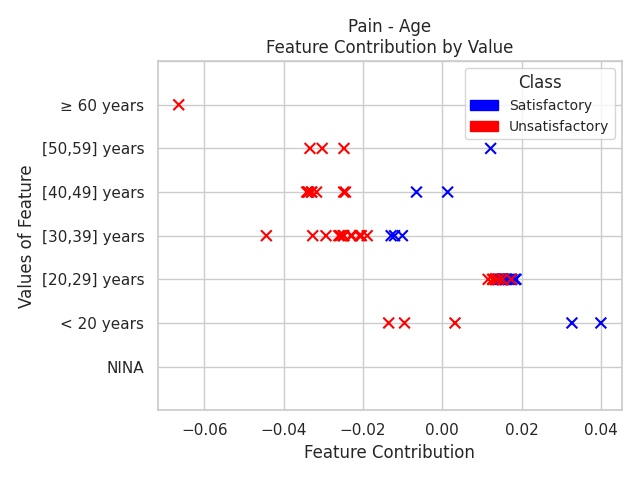 Pain - Age
Feature Contribution by Value
Class
Satisfactory
Unsatisfactory
Values of Feature
≥ 60 years
[50,59] years
[40,49] years
[30,39] years
[20,29] years
< 20 years
NINA
−0.06 −0.04 −0.02 0.00 0.02 0.04
Feature Contribution